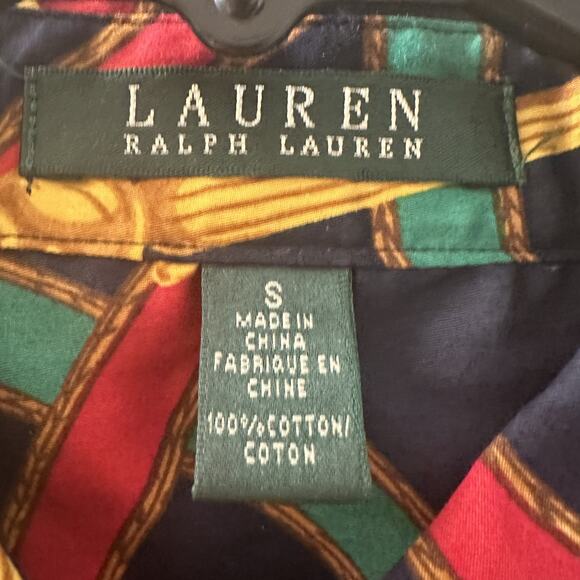 LAUREN
RALPH LAUREN
S
MADE IN
CHINA
FABRIQUE EN
CHINE
100% COTTON/
COTON